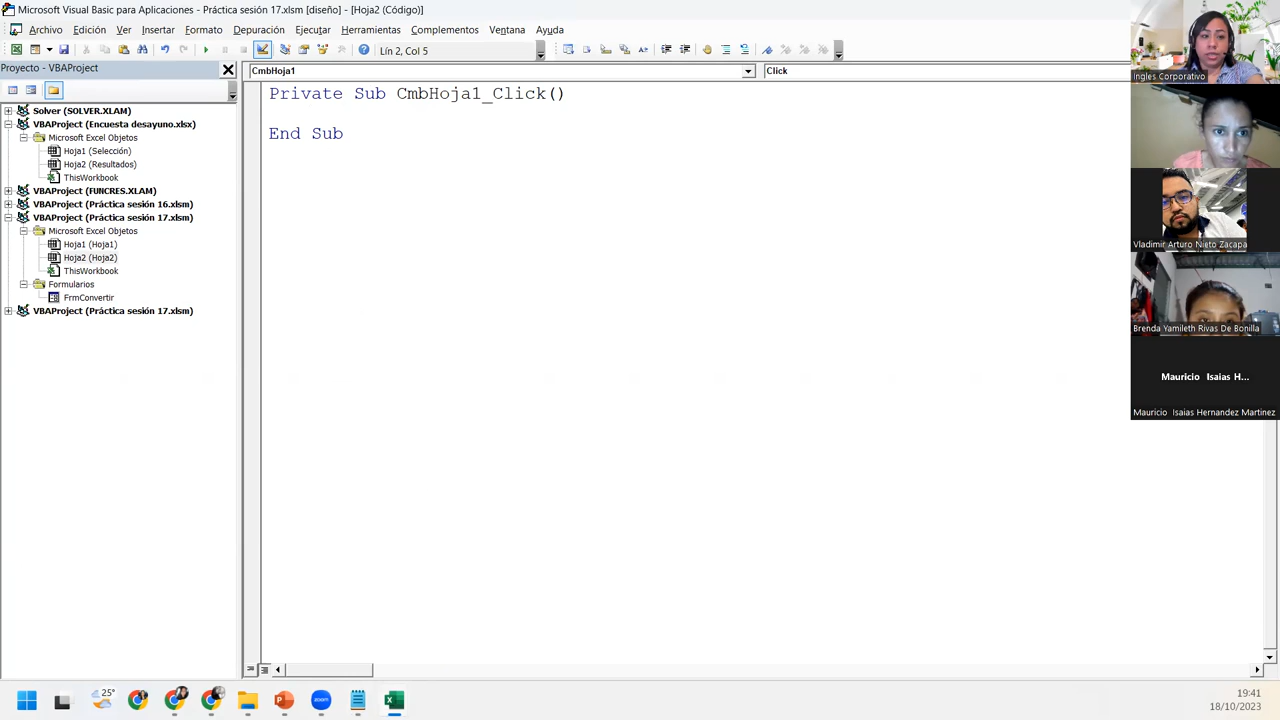 Microsoft Visual Basic para Aplicaciones - Práctica sesión 17.xlsm [diseño] - [Hoja2 (Código)]
Archivo Edición Ver Insertar Formato Depuración Ejecutar Herramientas Complementos Ventana Ayuda
Lín 2, Col 5
Proyecto - VBAProject
CmbHoja1
Click
Solver (SOLVER.XLAM)
VBAProject (Encuesta desayuno.xlsx)
Microsoft Excel Objetos
Hoja1 (Selección)
Hoja2 (Resultados)
ThisWorkbook
VBAProject (FUNCRES.XLAM)
VBAProject (Práctica sesión 16.xlsm)
VBAProject (Práctica sesión 17.xlsm)
Microsoft Excel Objetos
Hoja1 (Hoja1)
Hoja2 (Hoja2)
ThisWorkbook
Formularios
FrmConvertir
VBAProject (Práctica sesión 17.xlsm)
Private Sub CmbHoja1_Click()
End Sub
Ingles Corporativo
Vladimir Arturo Nieto Zacapa
Brenda Yamileth Rivas De Bonilla
Mauricio Isaias H...
Mauricio Isaias Hernandez Martinez
25°
zoom
19:41
18/10/2023